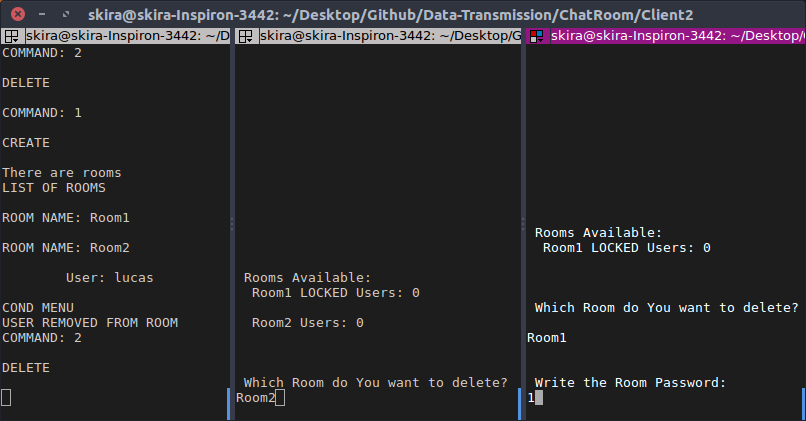 skira@skira-Inspiron-3442: ~/Desktop/Github/Data-Transmission/ChatRoom/Client2
skira@skira-Inspiron-3442: ~/D
COMMAND: 2
DELETE
COMMAND: 1
CREATE
There are rooms
LIST OF ROOMS
ROOM NAME: Room1
ROOM NAME: Room2
User: lucas
COND MENU
USER REMOVED FROM ROOM
COMMAND: 2
DELETE
skira@skira-Inspiron-3442: ~/Desktop/G
Rooms Available:
Room1 LOCKED Users: 0
Room2 Users: 0
Which Room do You want to delete?
Room2
skira@skira-Inspiron-3442: ~/Desktop/G
Rooms Available:
Room1 LOCKED Users: 0
Which Room do You want to delete?
Room1
Write the Room Password:
1